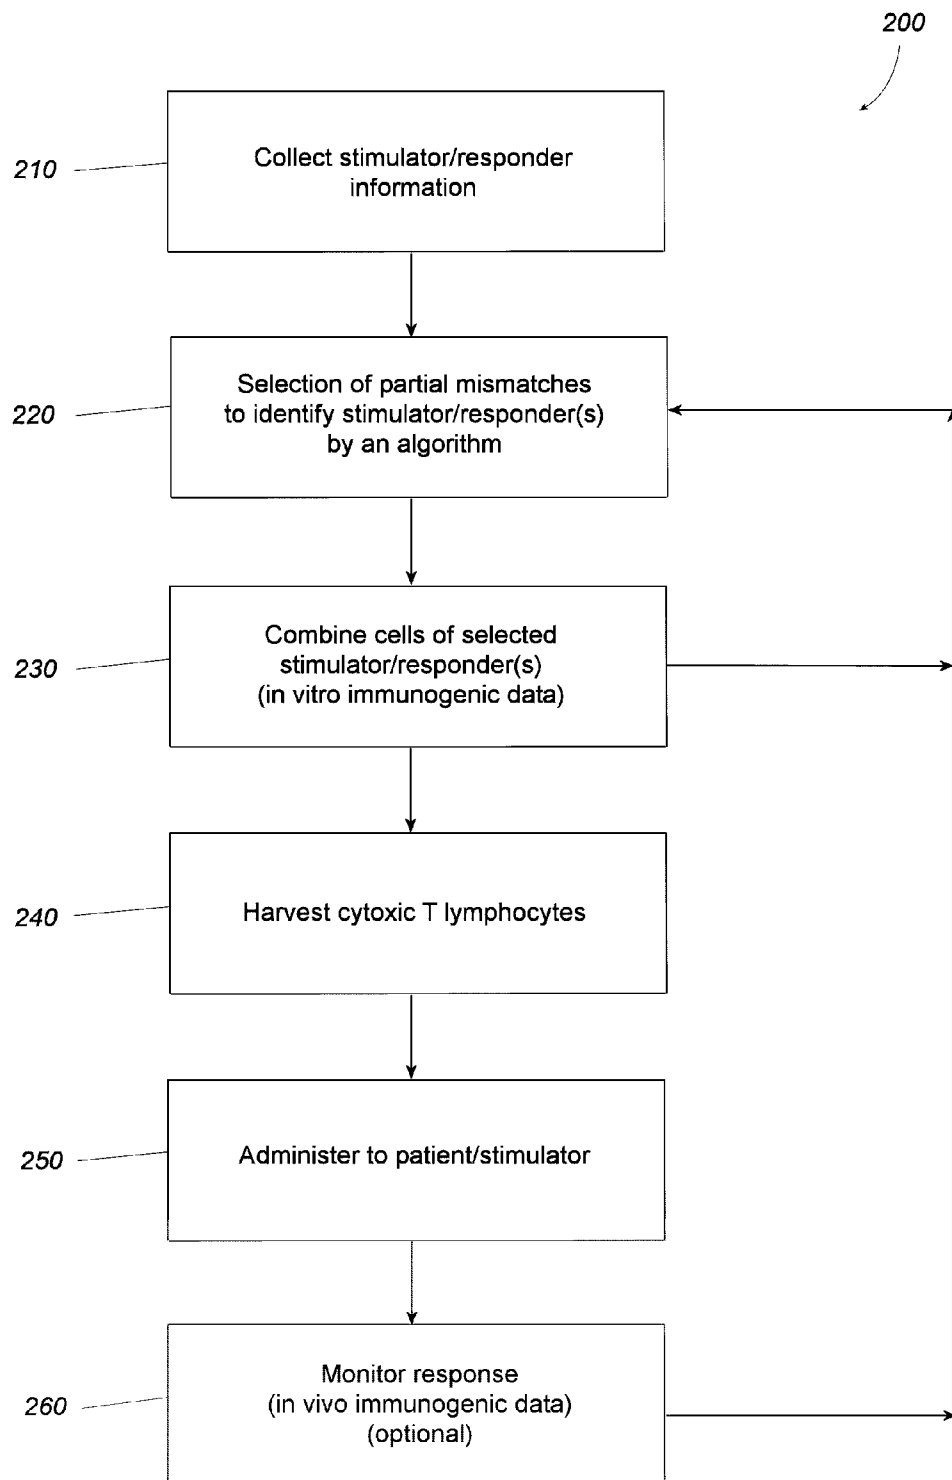 200
210
Collect stimulator/responder
information
220
Selection of partial mismatches
to identify stimulator/responder(s)
by an algorithm
230
Combine cells of selected
stimulator/responder(s)
(in vitro immunogenic data)
240
Harvest cytoxic T lymphocytes
250
Administer to patient/stimulator
260
Monitor response
(in vivo immunogenic data)
(optional)